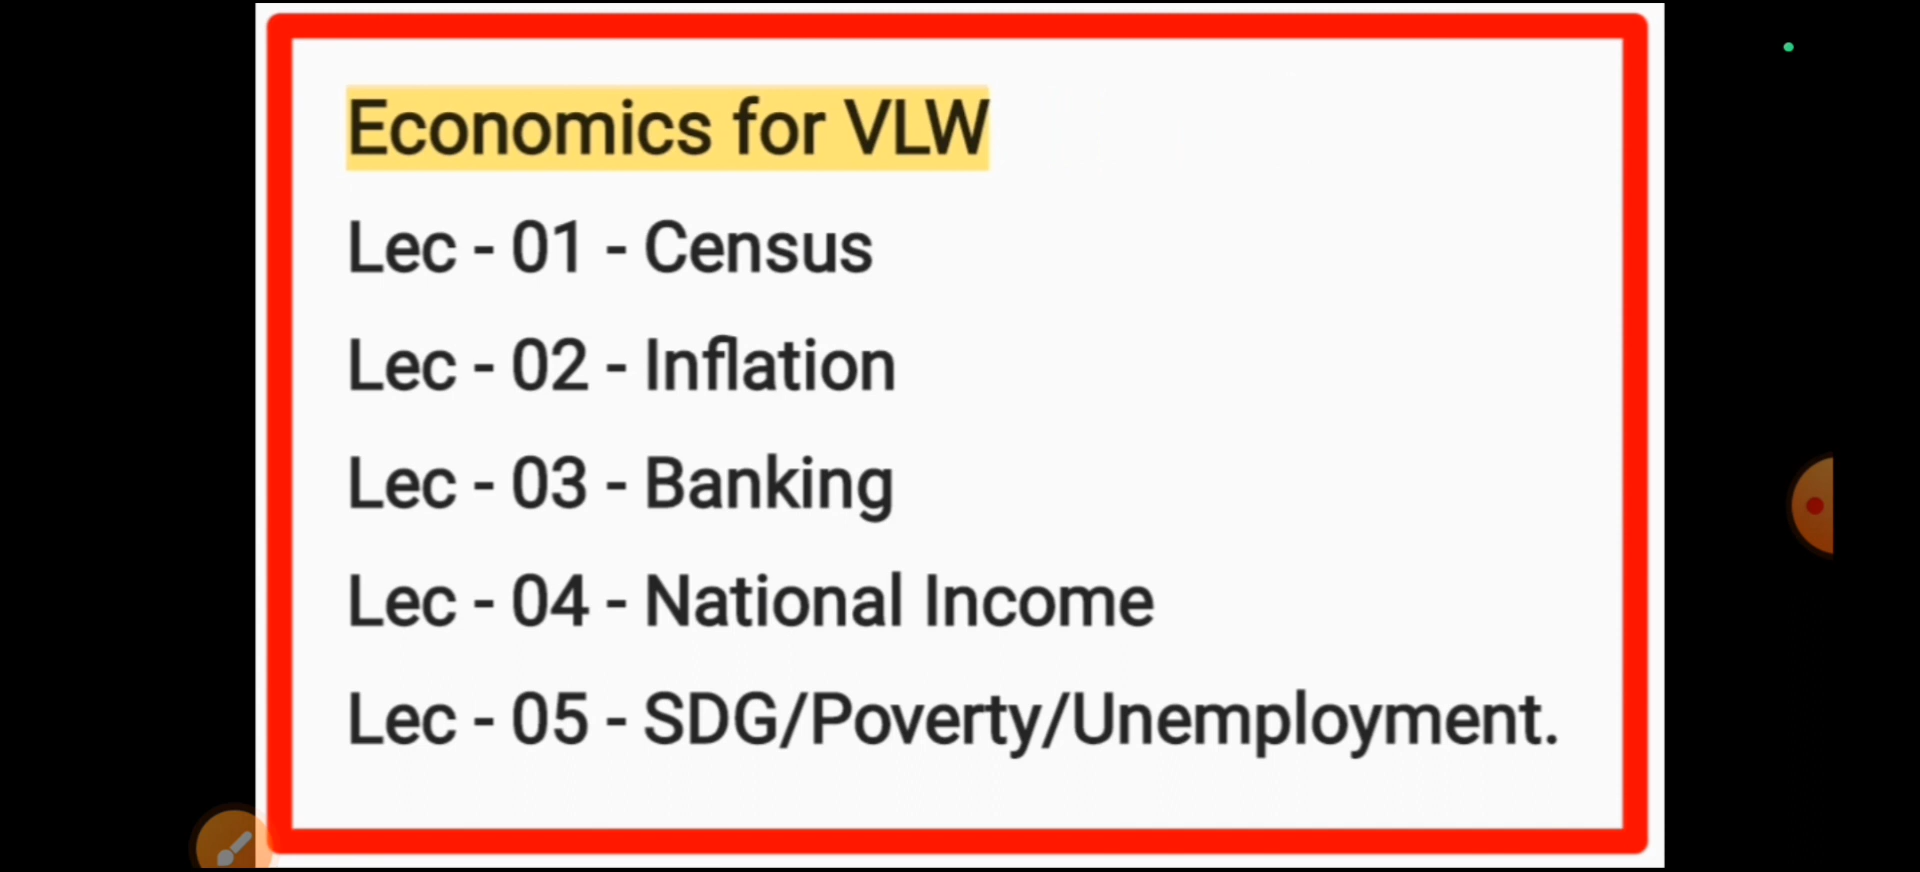 Economics for VLW
Lec - 01 - Census
Lec - 02 - Inflation
Lec - 03 - Banking
Lec - 04 - National Income
Lec - 05 - SDG/Poverty/Unemployment.